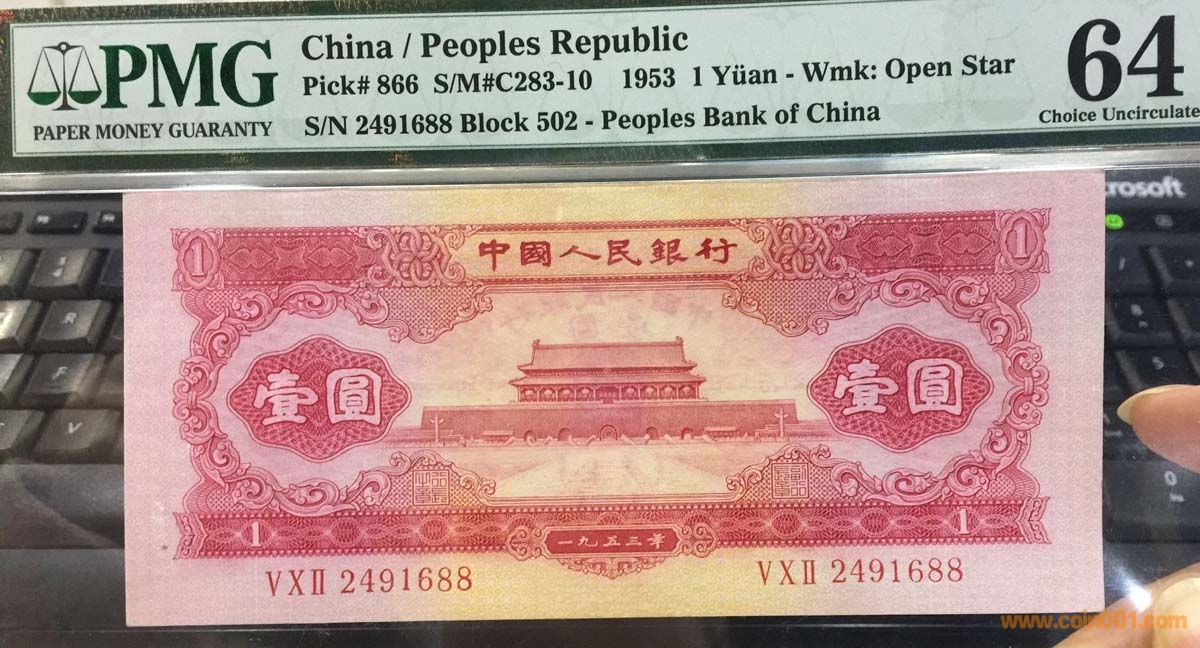 PMG
PAPER MONEY GUARANTY
China / Peoples Republic
Pick# 866 S/M#C283-10 1953 1 Yüan - Wmk: Open Star
S/N 2491688 Block 502 - Peoples Bank of China
64
Choice Uncirculate
crosoft
1 中國人民銀行 1
壹圓 壹圓
1 1
一九五三年
VXII 2491688 VXII 2491688
R
F
V
0
www.coin001.com